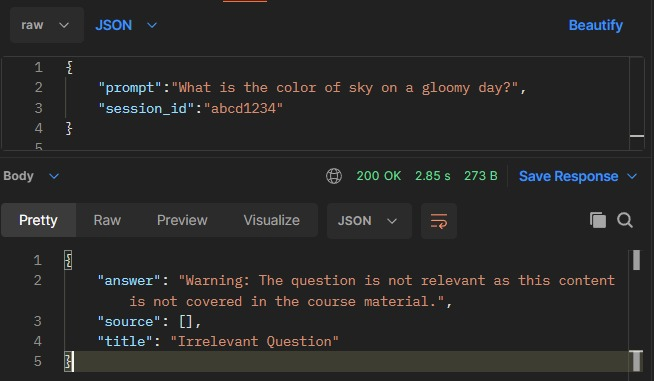 raw JSON Beautify
1 {
2 "prompt":"What is the color of sky on a gloomy day?",
3 "session_id":"abcd1234"
4 }
5
Body 200 OK 2.85 s 273 B Save Response
Pretty Raw Preview Visualize JSON
1 {
2 "answer": "Warning: The question is not relevant as this content
is not covered in the course material.",
3 "source": [],
4 "title": "Irrelevant Question"
5 }